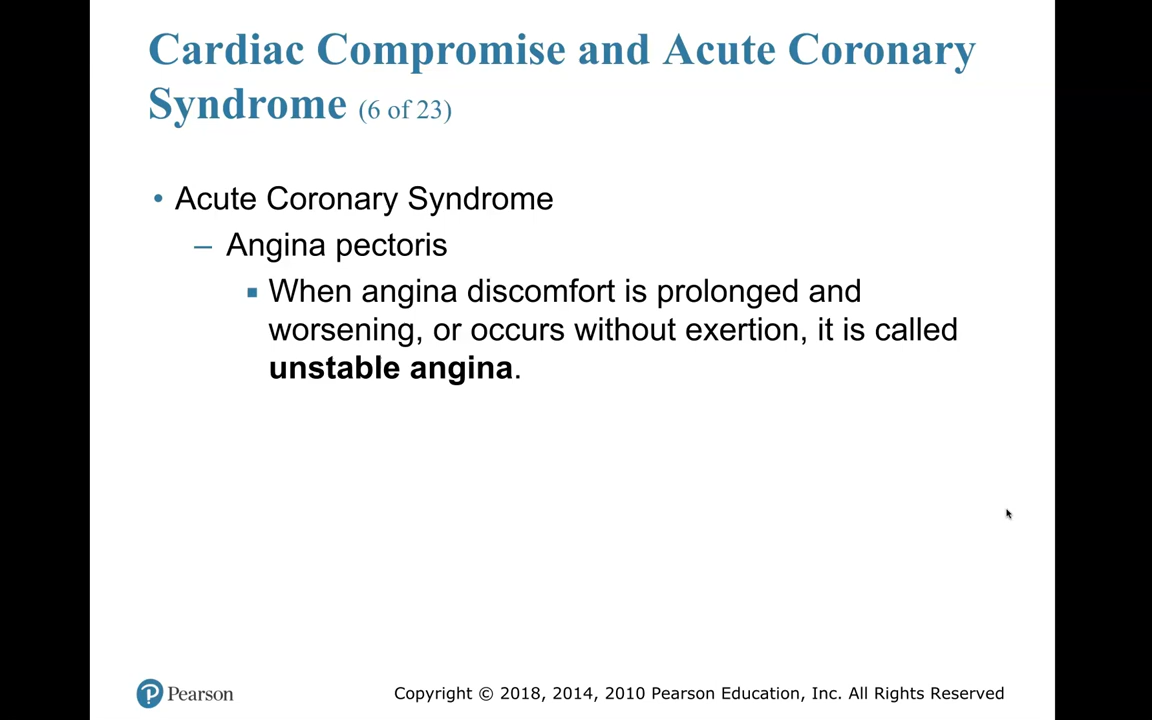 Cardiac Compromise and Acute Coronary
Syndrome (6 of 23)
• Acute Coronary Syndrome
– Angina pectoris
▪ When angina discomfort is prolonged and
worsening, or occurs without exertion, it is called
unstable angina.
Pearson
Copyright © 2018, 2014, 2010 Pearson Education, Inc. All Rights Reserved